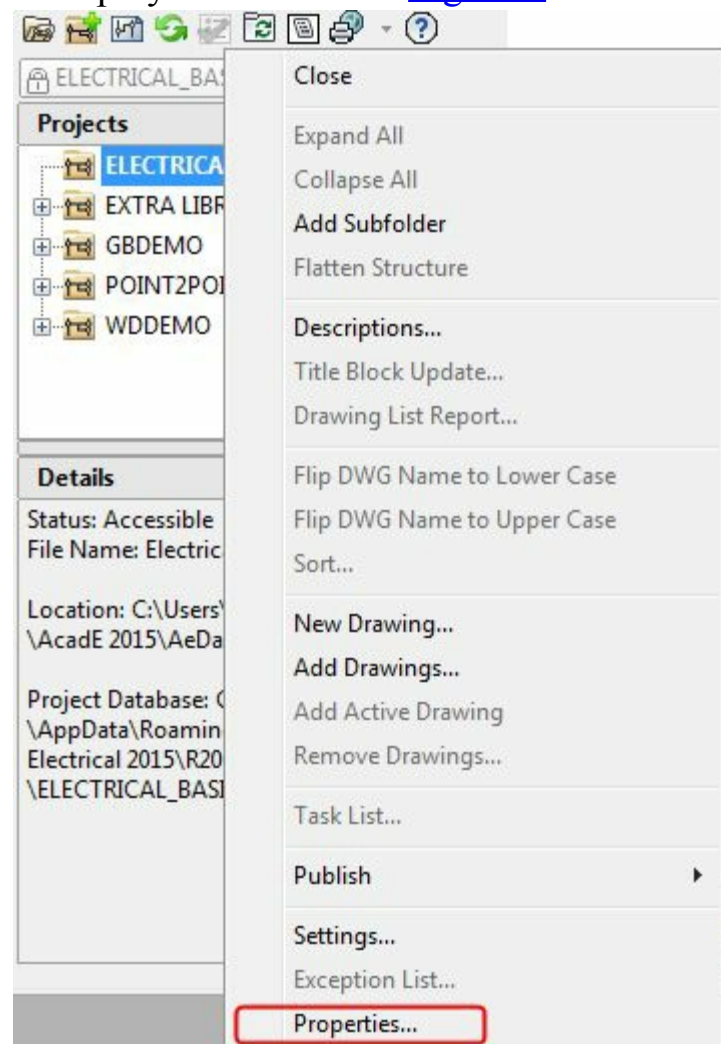 ELECTRICAL_BA
Projects
ELECTRICA
EXTRA LIBR
GBDEMO
POINT2POI
WDDEMO
Details
Status: Accessible
File Name: Electric
Location: C:\Users\
\AcadE 2015\AeDa
Project Database: C
\AppData\Roamin
Electrical 2015\R20
\ELECTRICAL_BASI
Close
Expand All
Collapse All
Add Subfolder
Flatten Structure
Descriptions...
Title Block Update...
Drawing List Report...
Flip DWG Name to Lower Case
Flip DWG Name to Upper Case
Sort...
New Drawing...
Add Drawings...
Add Active Drawing
Remove Drawings...
Task List...
Publish
Settings...
Exception List...
Properties...